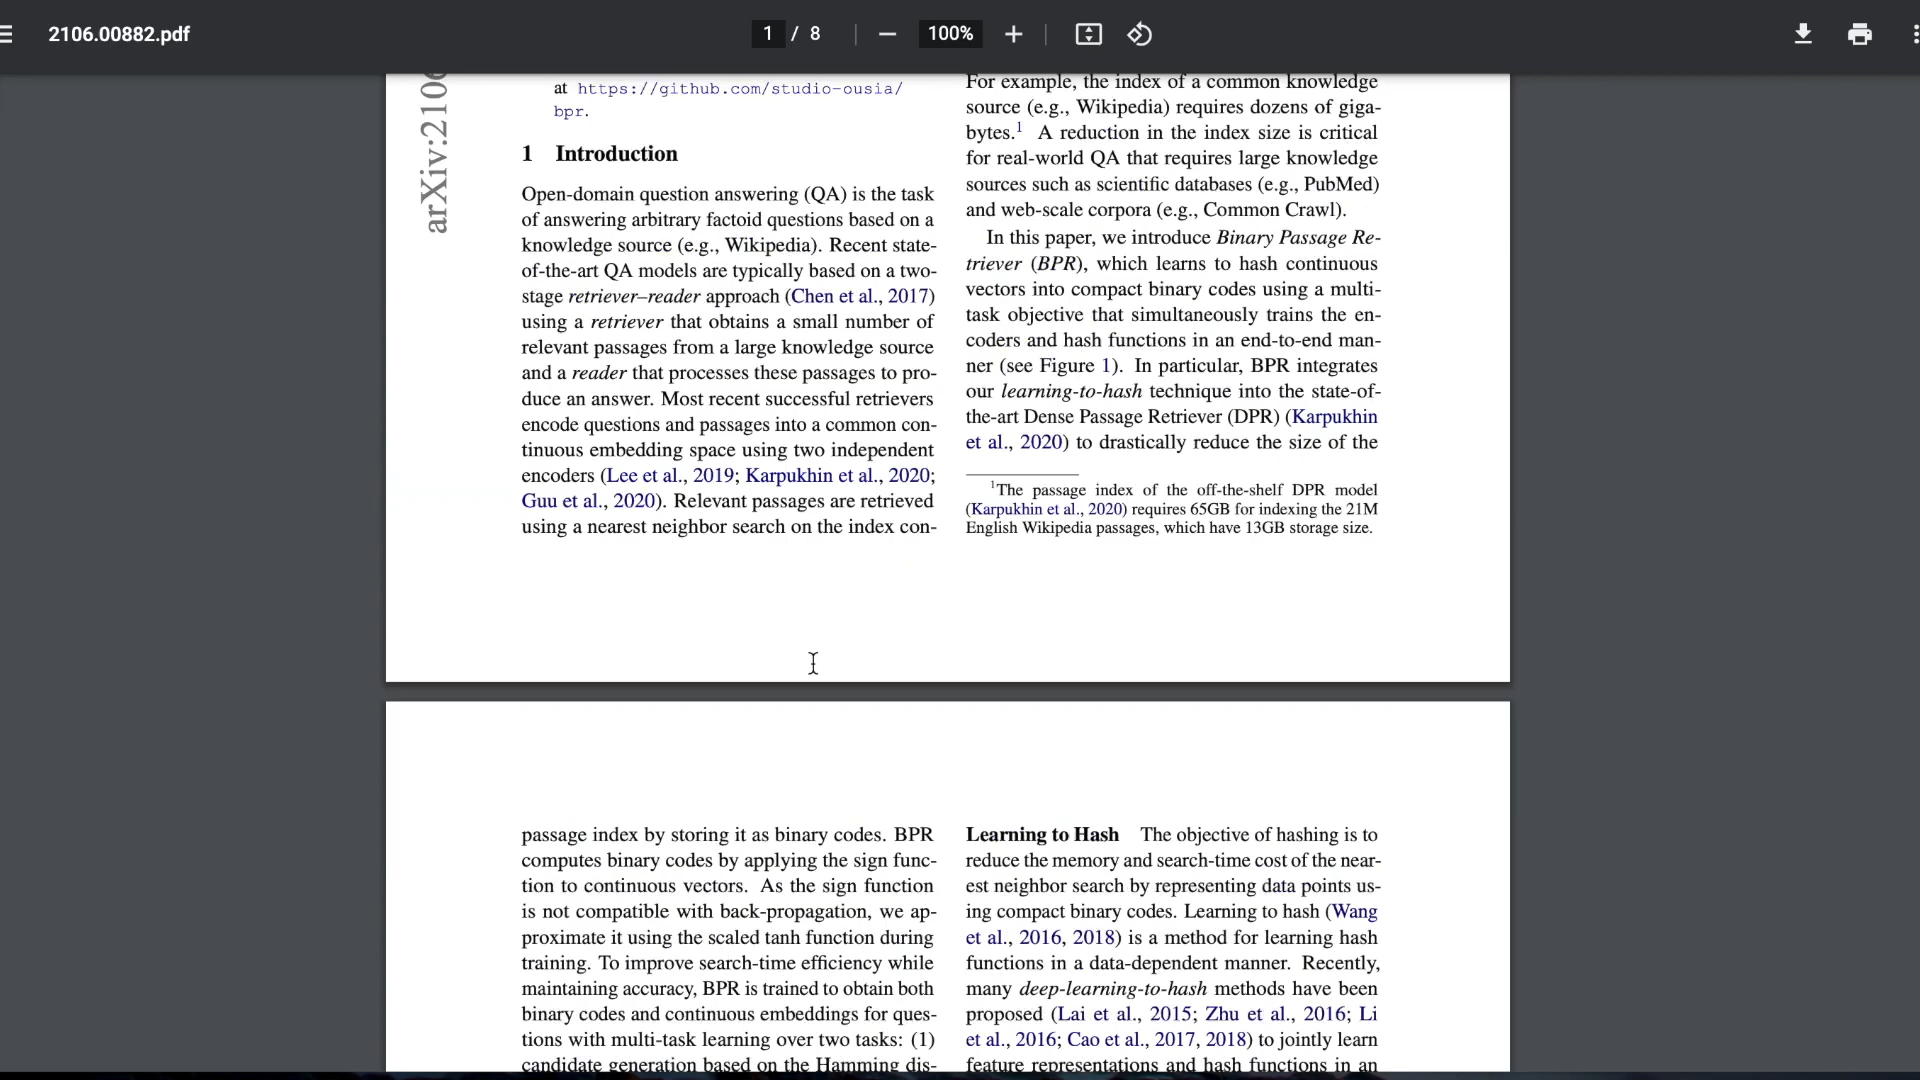 2106.00882.pdf
1 / 8
100%
arXiv:2106
at https://github.com/studio-ousia/
bpr.
1 Introduction
Open-domain question answering (QA) is the task
of answering arbitrary factoid questions based on a
knowledge source (e.g., Wikipedia). Recent state-
of-the-art QA models are typically based on a two-
stage retriever–reader approach (Chen et al., 2017)
using a retriever that obtains a small number of
relevant passages from a large knowledge source
and a reader that processes these passages to pro-
duce an answer. Most recent successful retrievers
encode questions and passages into a common con-
tinuous embedding space using two independent
encoders (Lee et al., 2019; Karpukhin et al., 2020;
Guu et al., 2020). Relevant passages are retrieved
using a nearest neighbor search on the index con-
For example, the index of a common knowledge
source (e.g., Wikipedia) requires dozens of giga-
bytes.1 A reduction in the index size is critical
for real-world QA that requires large knowledge
sources such as scientific databases (e.g., PubMed)
and web-scale corpora (e.g., Common Crawl).
In this paper, we introduce Binary Passage Re-
triever (BPR), which learns to hash continuous
vectors into compact binary codes using a multi-
task objective that simultaneously trains the en-
coders and hash functions in an end-to-end man-
ner (see Figure 1). In particular, BPR integrates
our learning-to-hash technique into the state-of-
the-art Dense Passage Retriever (DPR) (Karpukhin
et al., 2020) to drastically reduce the size of the
1The passage index of the off-the-shelf DPR model
(Karpukhin et al., 2020) requires 65GB for indexing the 21M
English Wikipedia passages, which have 13GB storage size.
passage index by storing it as binary codes. BPR
computes binary codes by applying the sign func-
tion to continuous vectors. As the sign function
is not compatible with back-propagation, we ap-
proximate it using the scaled tanh function during
training. To improve search-time efficiency while
maintaining accuracy, BPR is trained to obtain both
binary codes and continuous embeddings for ques-
tions with multi-task learning over two tasks: (1)
candidate generation based on the Hamming dis-
Learning to Hash The objective of hashing is to
reduce the memory and search-time cost of the near-
est neighbor search by representing data points us-
ing compact binary codes. Learning to hash (Wang
et al., 2016, 2018) is a method for learning hash
functions in a data-dependent manner. Recently,
many deep-learning-to-hash methods have been
proposed (Lai et al., 2015; Zhu et al., 2016; Li
et al., 2016; Cao et al., 2017, 2018) to jointly learn
feature representations and hash functions in an